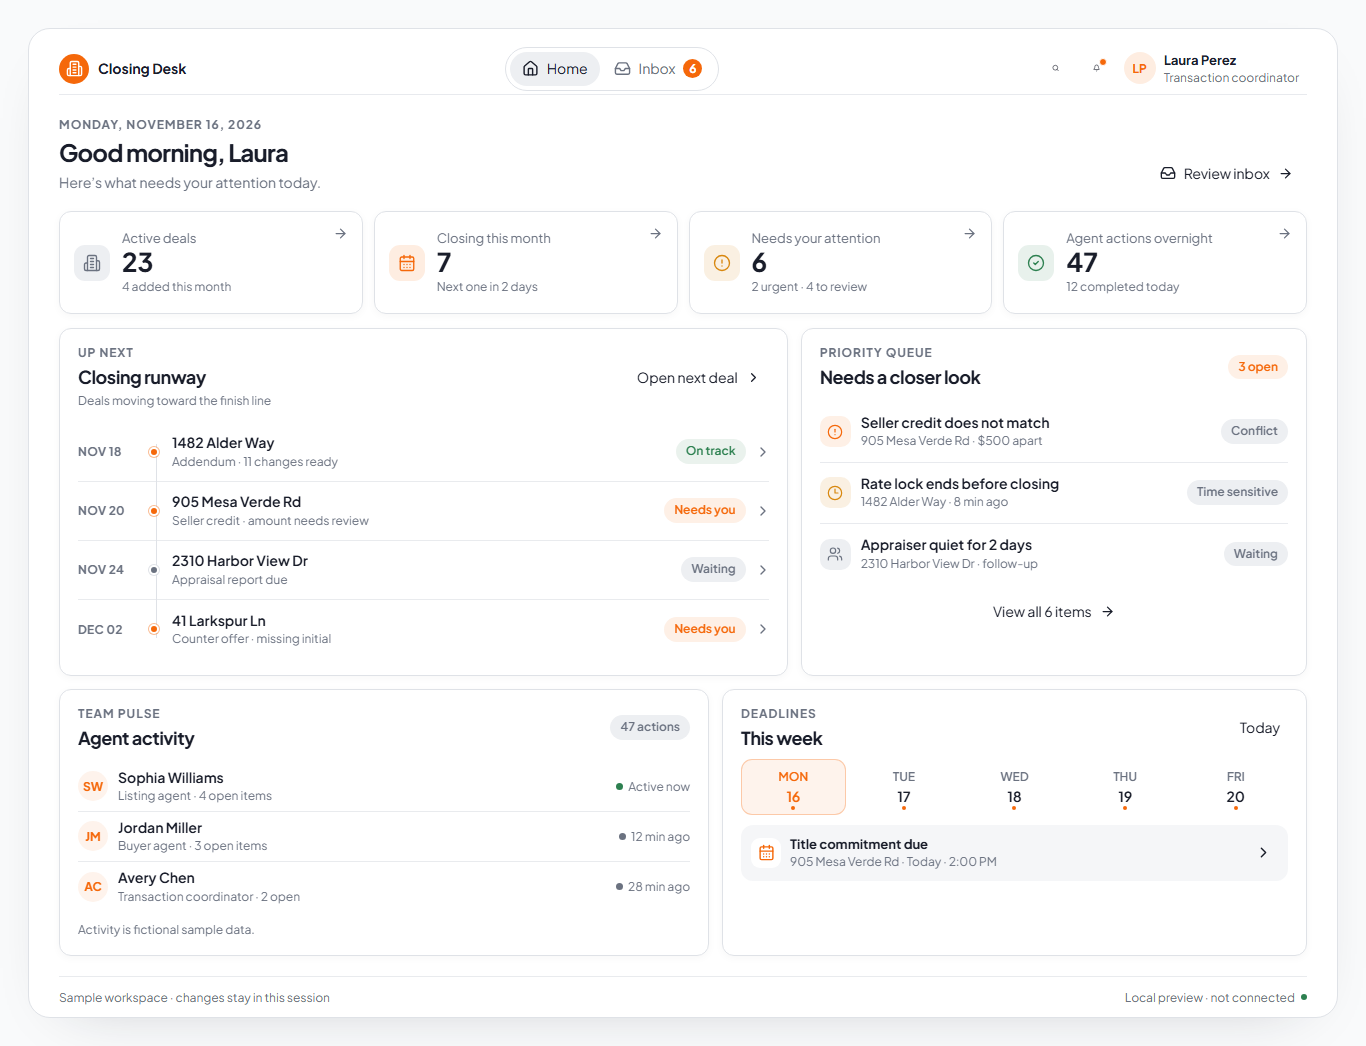 Closing Desk
Home
Inbox 6
LP
Laura Perez
Transaction coordinator
MONDAY, NOVEMBER 16, 2026
Good morning, Laura
Here's what needs your attention today.
Review inbox
Active deals
23
4 added this month
Closing this month
7
Next one in 2 days
Needs your attention
6
2 urgent · 4 to review
Agent actions overnight
47
12 completed today
UP NEXT
Closing runway
Deals moving toward the finish line
Open next deal
NOV 18
1482 Alder Way
Addendum · 11 changes ready
On track
NOV 20
905 Mesa Verde Rd
Seller credit · amount needs review
Needs you
NOV 24
2310 Harbor View Dr
Appraisal report due
Waiting
DEC 02
41 Larkspur Ln
Counter offer · missing initial
Needs you
PRIORITY QUEUE
Needs a closer look
3 open
Seller credit does not match
905 Mesa Verde Rd · $500 apart
Conflict
Rate lock ends before closing
1482 Alder Way · 8 min ago
Time sensitive
Appraiser quiet for 2 days
2310 Harbor View Dr · follow-up
Waiting
View all 6 items
TEAM PULSE
Agent activity
47 actions
SW
Sophia Williams
Listing agent · 4 open items
Active now
JM
Jordan Miller
Buyer agent · 3 open items
12 min ago
AC
Avery Chen
Transaction coordinator · 2 open
28 min ago
Activity is fictional sample data.
DEADLINES
This week
Today
MON
16
TUE
17
WED
18
THU
19
FRI
20
Title commitment due
905 Mesa Verde Rd · Today · 2:00 PM
Sample workspace · changes stay in this session
Local preview · not connected